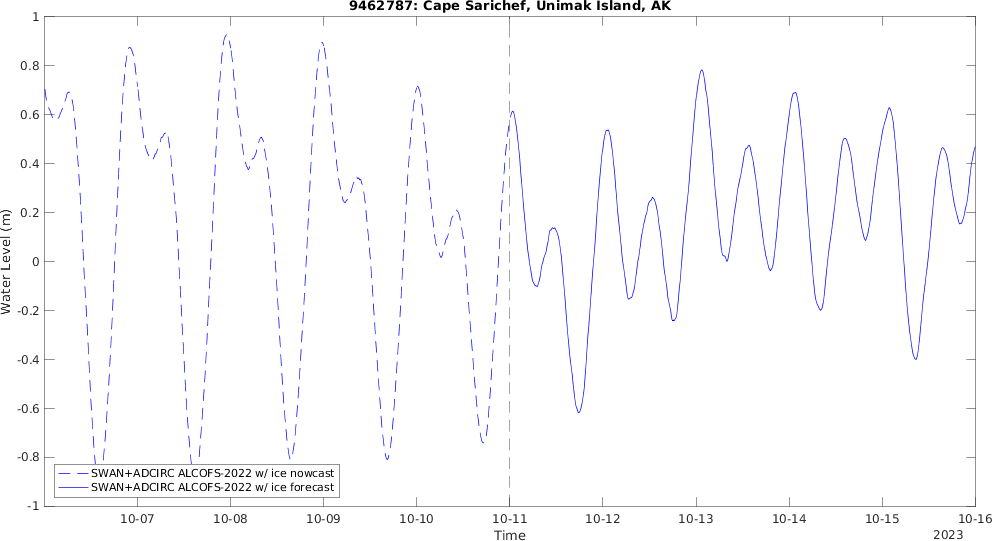 9462787: Cape Sarichef, Unimak Island, AK
1
0.8
0.6
0.4
0.2
0
-0.2
-0.4
-0.6
-0.8
-1
Water Level (m)
SWAN+ADCIRC ALCOFS-2022 w/ ice nowcast
SWAN+ADCIRC ALCOFS-2022 w/ ice forecast
10-07 10-08 10-09 10-10 10-11 10-12 10-13 10-14 10-15 10-16
Time
2023